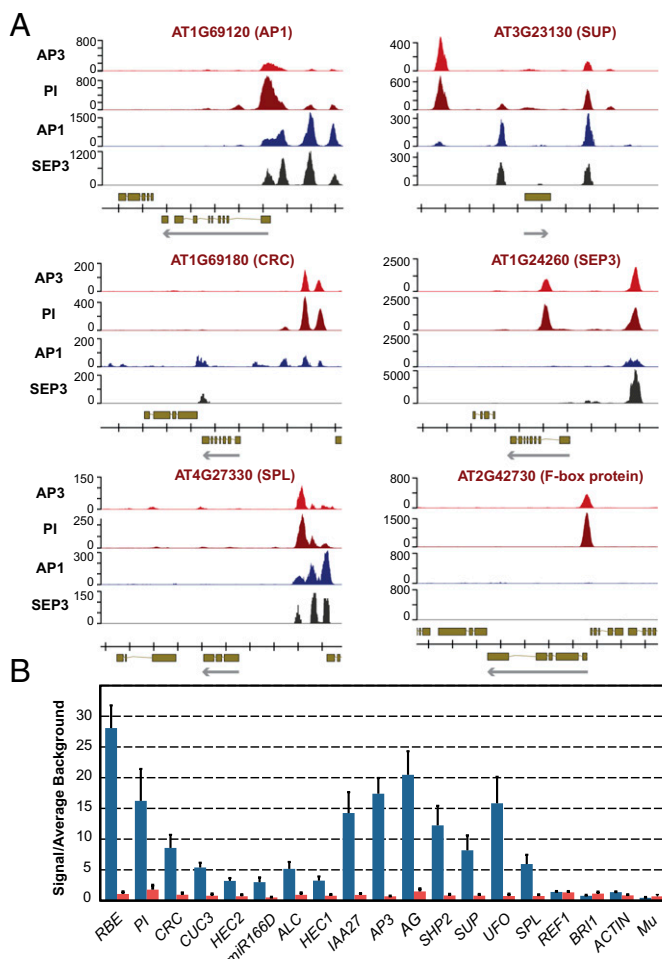 A
AT1G69120 (AP1)
AT3G23130 (SUP)
AP3
800
0
400
0
PI
800
400
0
600
0
AP1
1500
0
300
0
SEP3
1200
0
300
0
AT1G69180 (CRC)
AT1G24260 (SEP3)
AP3
200
0
2500
0
PI
400
0
2500
0
AP1
200
0
2500
0
SEP3
200
0
5000
0
AT4G27330 (SPL)
AT2G42730 (F-box protein)
AP3
150
0
800
0
PI
250
0
1500
0
AP1
300
0
800
0
SEP3
150
0
800
0
B
Signal/Average Background
30
25
20
15
10
5
0
RBE
PI
CRC
CUC3
HEC2
miR166D
ALC
HEC1
IAA27
AP3
AG
SHP2
SUP
UFO
SPL
REF1
BRI1
ACTIN
Mu